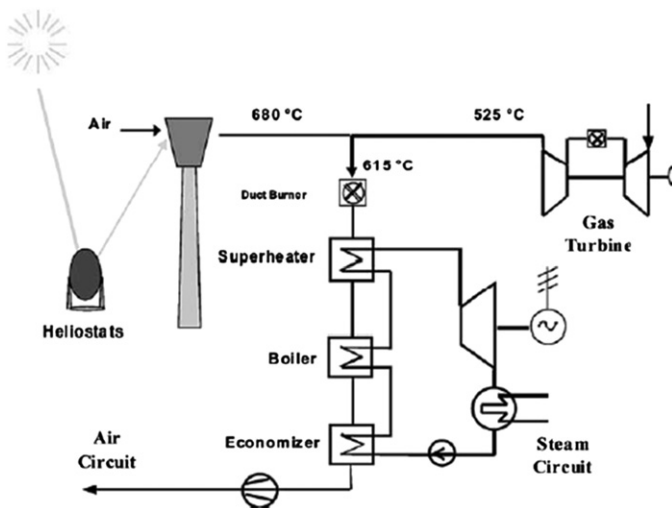 Air
680 °C
525 °C
615 °C
Duct Burner
Gas
Turbine
Superheater
Heliostats
Boiler
Air
Circuit
Economizer
Steam
Circuit